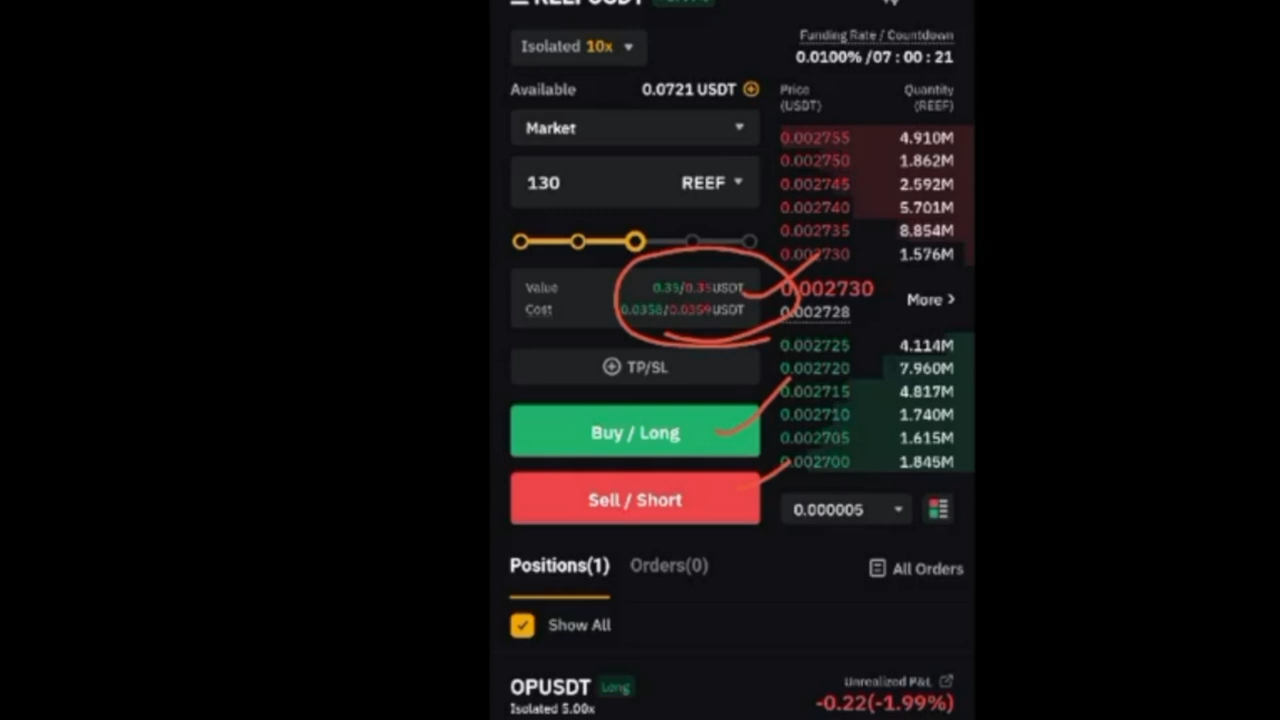 Funding Rate / Countdown
Isolated 10x
0.0100% /07 : 00 : 21
Available 0.0721 USDT
Price Quantity
(USDT) (REEF)
Market
0.002755 4.910M
0.002750 1.862M
130 REEF
0.002745 2.592M
0.002740 5.701M
0.002735 8.854M
0.002730 1.576M
Value 0.35/0.35USDT
0.002730
More >
Cost 0.0358/0.0359USDT
0.002728
0.002725 4.114M
TP/SL
0.002720 7.960M
0.002715 4.817M
0.002710 1.740M
Buy / Long
0.002705 1.615M
0.002700 1.845M
Sell / Short
0.000005
Positions(1) Orders(0) All Orders
Show All
OPUSDT Long
Unrealized P&L
Isolated 5.00x
-0.22(-1.99%)